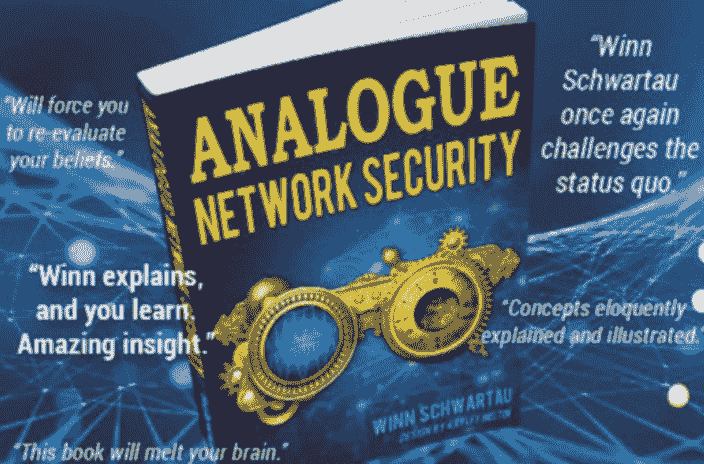 ANALOGUE
NETWORK SECURITY
WINN SCHWARTAU
"Will force you
to re-evaluate
your beliefs."
"Winn
Schwartau
once again
challenges the
status quo."
"Winn explains,
and you learn.
Amazing insight."
"Concepts eloquently
explained and illustrated."
"This book will melt your brain."